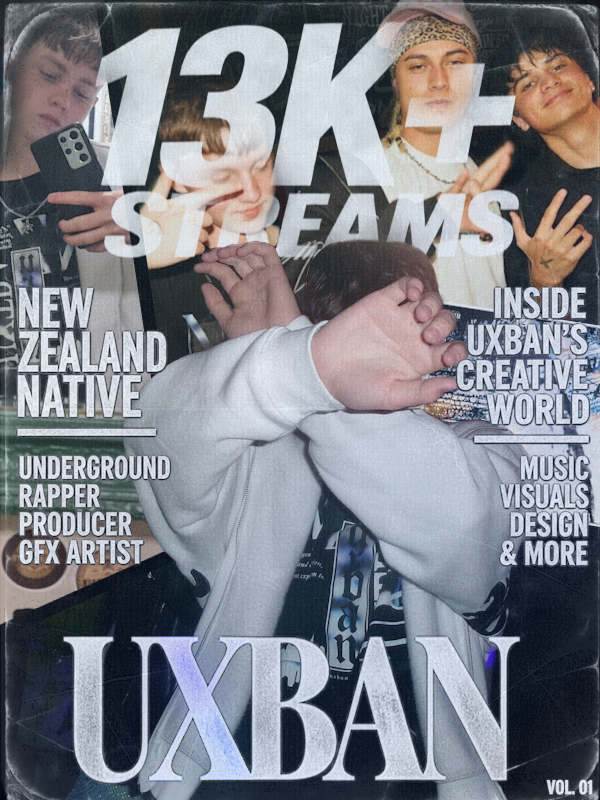 13K+
STREAMS
NEW
ZEALAND
NATIVE
UNDERGROUND
RAPPER
PRODUCER
GFX ARTIST
INSIDE
UXBAN'S
CREATIVE
WORLD
MUSIC
VISUALS
DESIGN
& MORE
uxban
UXBAN
VOL. 01